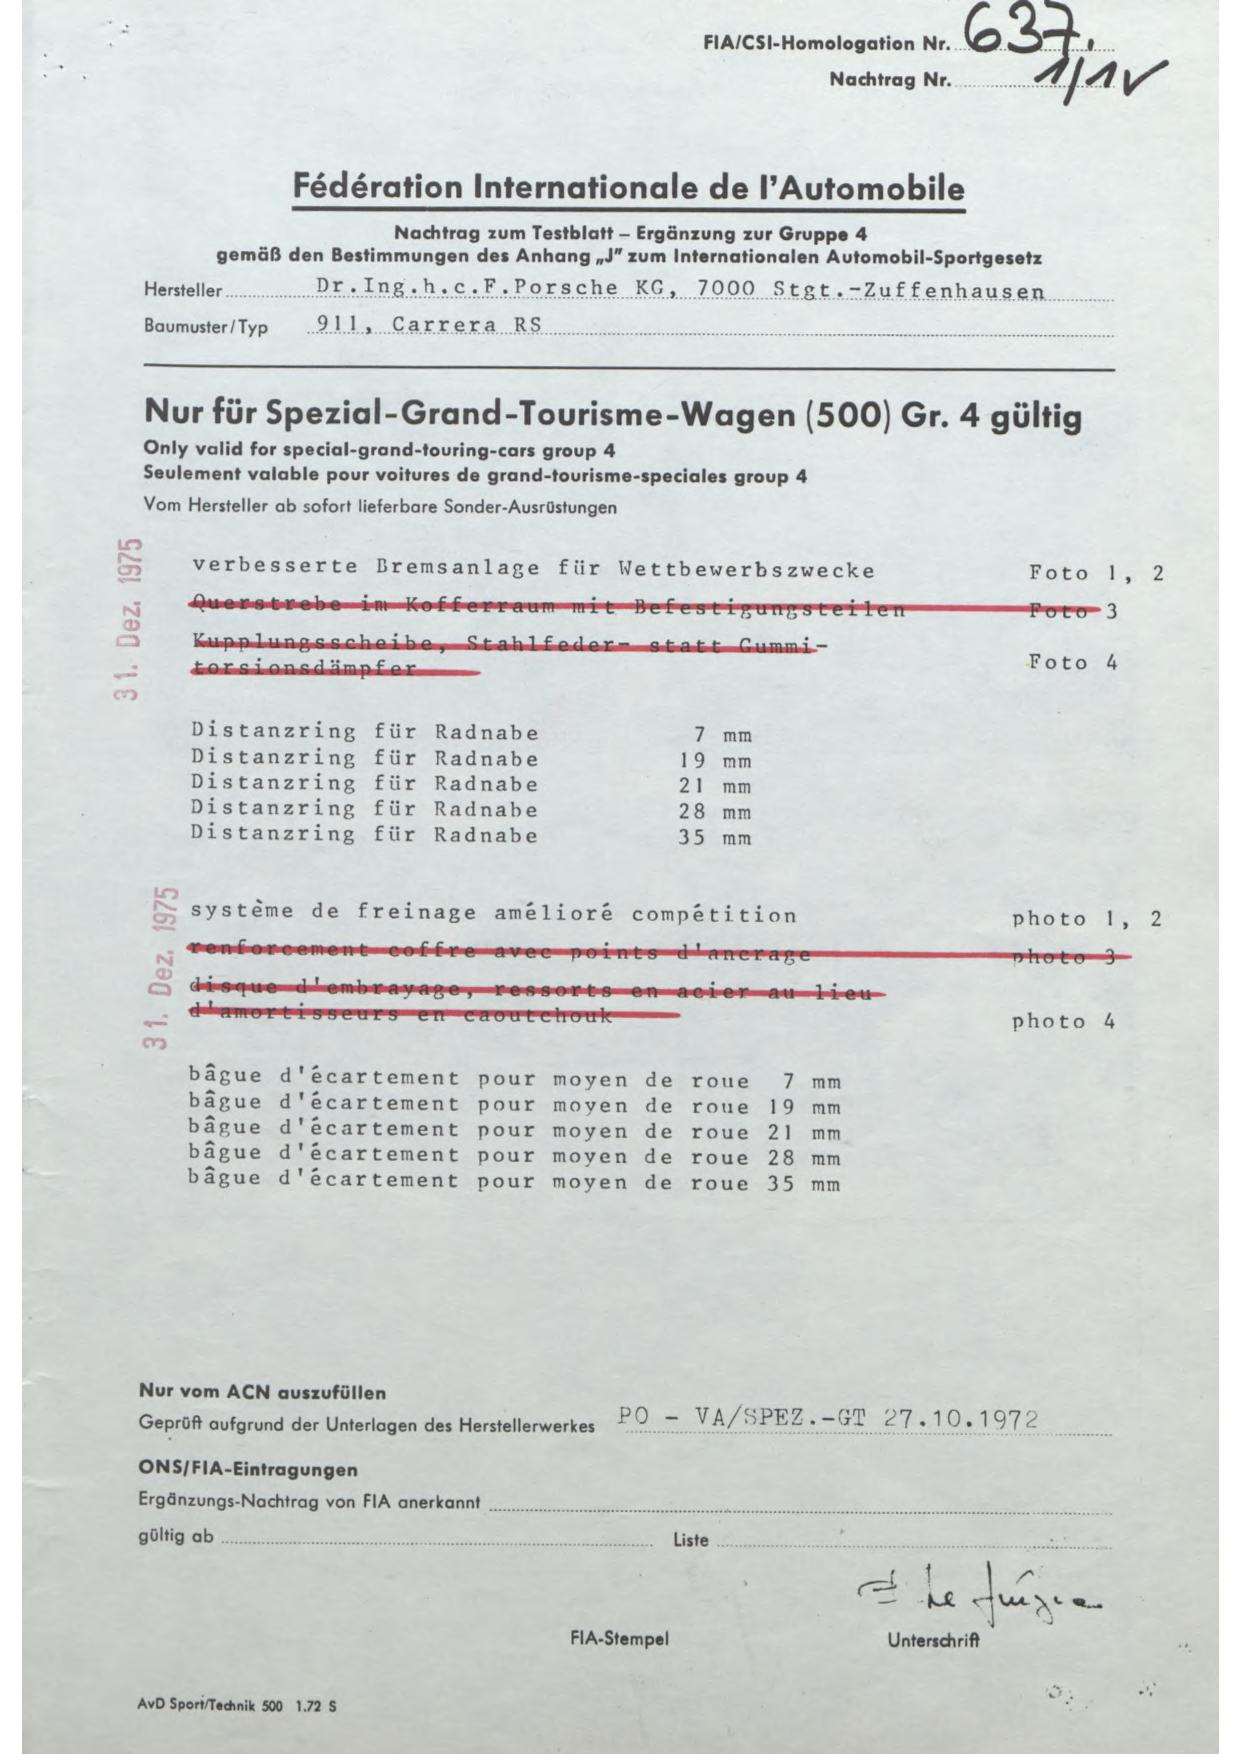 FIA/CSI-Homologation Nr. 637.
Nachtrag Nr. 1/1V
Fédération Internationale de l'Automobile
Nachtrag zum Testblatt – Ergänzung zur Gruppe 4
gemäß den Bestimmungen des Anhang „J" zum Internationalen Automobil-Sportgesetz
Hersteller Dr.Ing.h.c.F.Porsche KG, 7000 Stgt.-Zuffenhausen
Baumuster/Typ 911, Carrera RS
Nur für Spezial-Grand-Tourisme-Wagen (500) Gr. 4 gültig
Only valid for special-grand-touring-cars group 4
Seulement valable pour voitures de grand-tourisme-speciales group 4
Vom Hersteller ab sofort lieferbare Sonder-Ausrüstungen
31. Dez. 1975
verbesserte Bremsanlage für Wettbewerbszwecke Foto 1, 2
Querstrebe im Kofferraum mit Befestigungsteilen Foto 3
Kupplungsscheibe, Stahlfeder- statt Gummi-
torsionsdämpfer Foto 4
Distanzring für Radnabe 7 mm
Distanzring für Radnabe 19 mm
Distanzring für Radnabe 21 mm
Distanzring für Radnabe 28 mm
Distanzring für Radnabe 35 mm
31. Dez. 1975
système de freinage amélioré compétition photo 1, 2
renforcement coffre avec points d'ancrage photo 3
disque d'embrayage, ressorts en acier au lieu
d'amortisseurs en caoutchouk photo 4
bâgue d'écartement pour moyen de roue 7 mm
bâgue d'écartement pour moyen de roue 19 mm
bâgue d'écartement pour moyen de roue 21 mm
bâgue d'écartement pour moyen de roue 28 mm
bâgue d'écartement pour moyen de roue 35 mm
Nur vom ACN auszufüllen
Geprüft aufgrund der Unterlagen des Herstellerwerkes PO - VA/SPEZ.-GT 27.10.1972
ONS/FIA-Eintragungen
Ergänzungs-Nachtrag von FIA anerkannt
gültig ab Liste
FIA-Stempel Unterschrift
AvD Sport/Technik 500 1.72 S